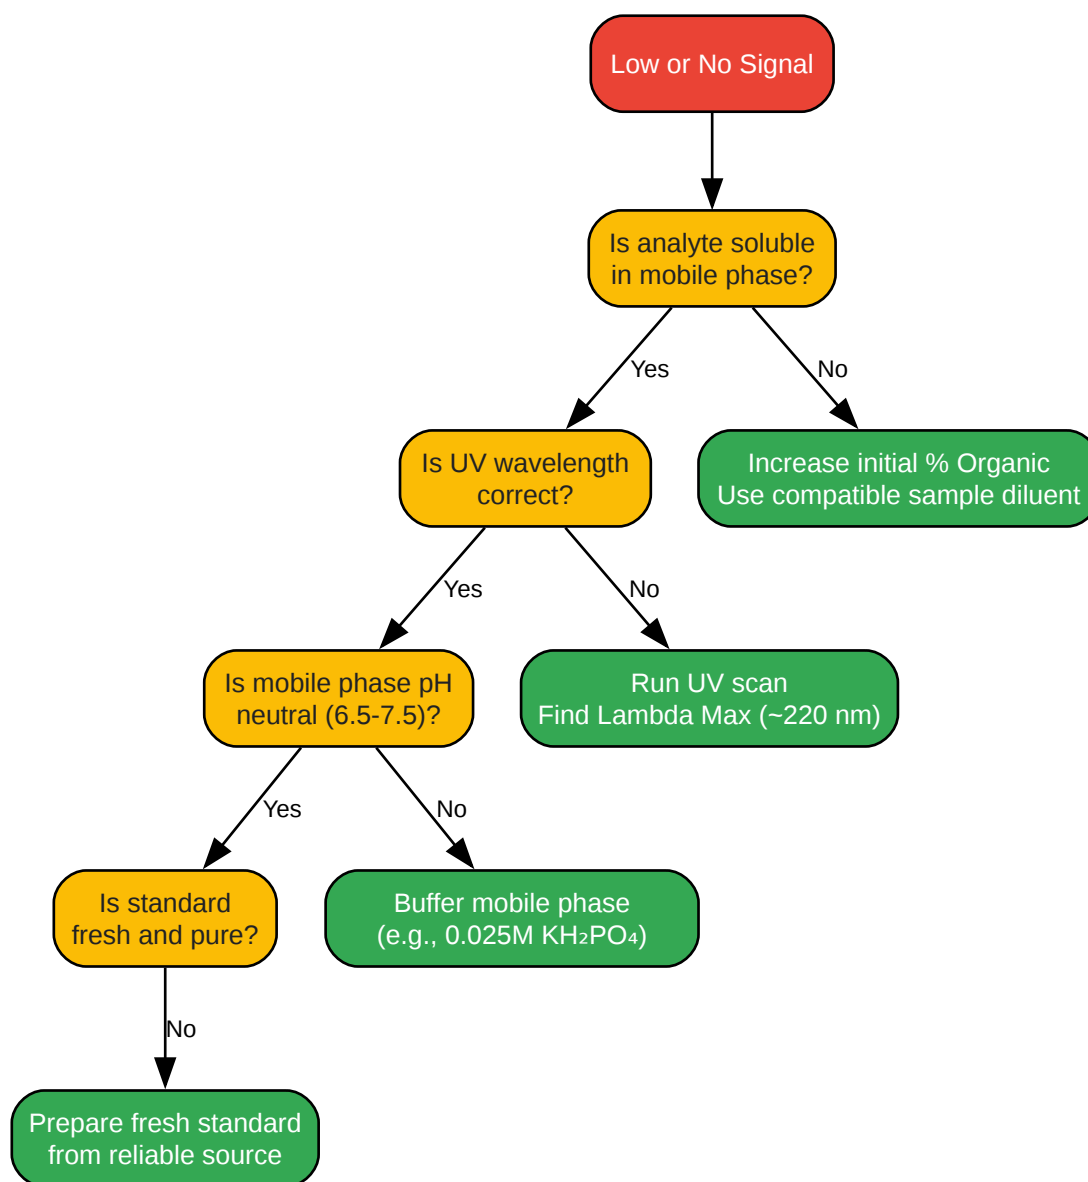 Low or No Signal
Is analyte soluble
in mobile phase?
Yes
No
Is UV wavelength
correct?
Increase initial % Organic
Use compatible sample diluent
Yes
No
Is mobile phase pH
neutral (6.5-7.5)?
Run UV scan
Find Lambda Max (~220 nm)
Yes
No
Is standard
fresh and pure?
Buffer mobile phase
(e.g., 0.025M KH₂PO₄)
No
Prepare fresh standard
from reliable source